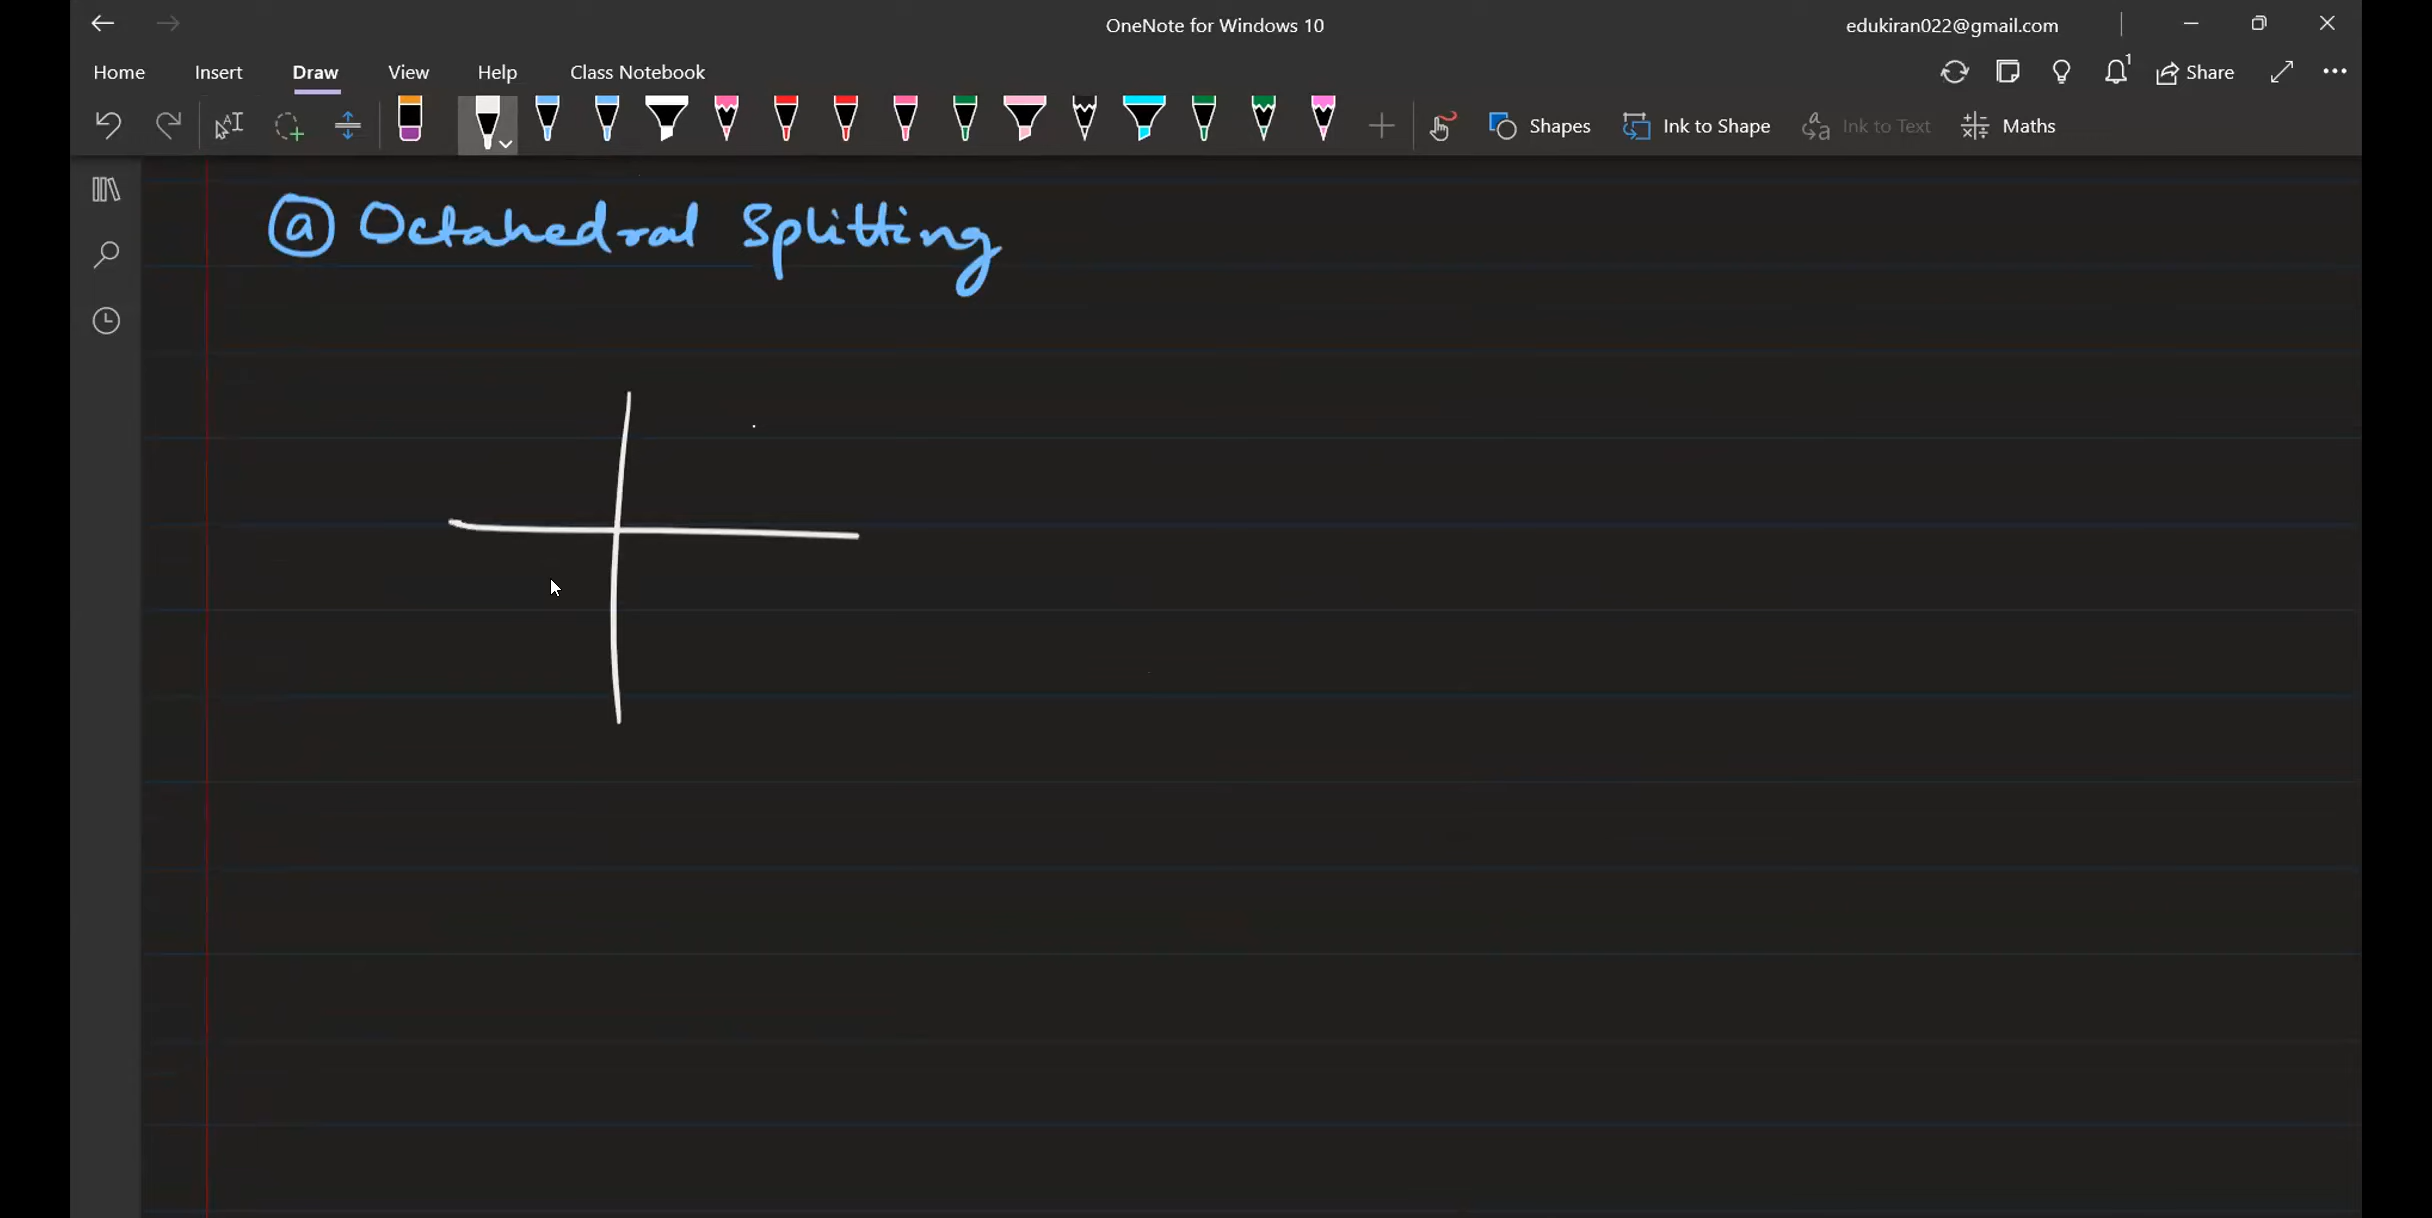 OneNote for Windows 10
edukiran022@gmail.com
Home Insert Draw View Help Class Notebook
Share
Shapes Ink to Shape Ink to Text Maths
ⓐ Octahedral Splitting